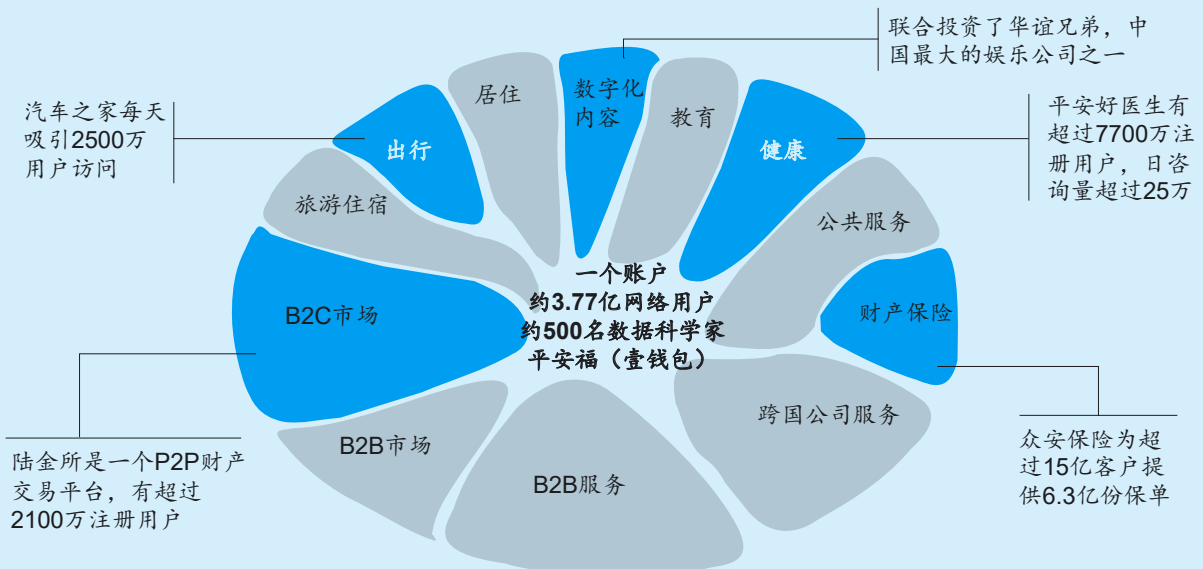 联合投资了华谊兄弟，中
国最大的娱乐公司之一
汽车之家每天
吸引2500万
用户访问
平安好医生有
超过7700万注
册用户，日咨
询量超过25万
居住
数字化
内容
教育
出行
健康
旅游住宿
公共服务
一个账户
约3.77亿网络用户
约500名数据科学家
平安福（壹钱包）
B2C市场
财产保险
跨国公司服务
B2B市场
B2B服务
陆金所是一个P2P财产
交易平台，有超过
2100万注册用户
众安保险为超
过15亿客户提
供6.3亿份保单